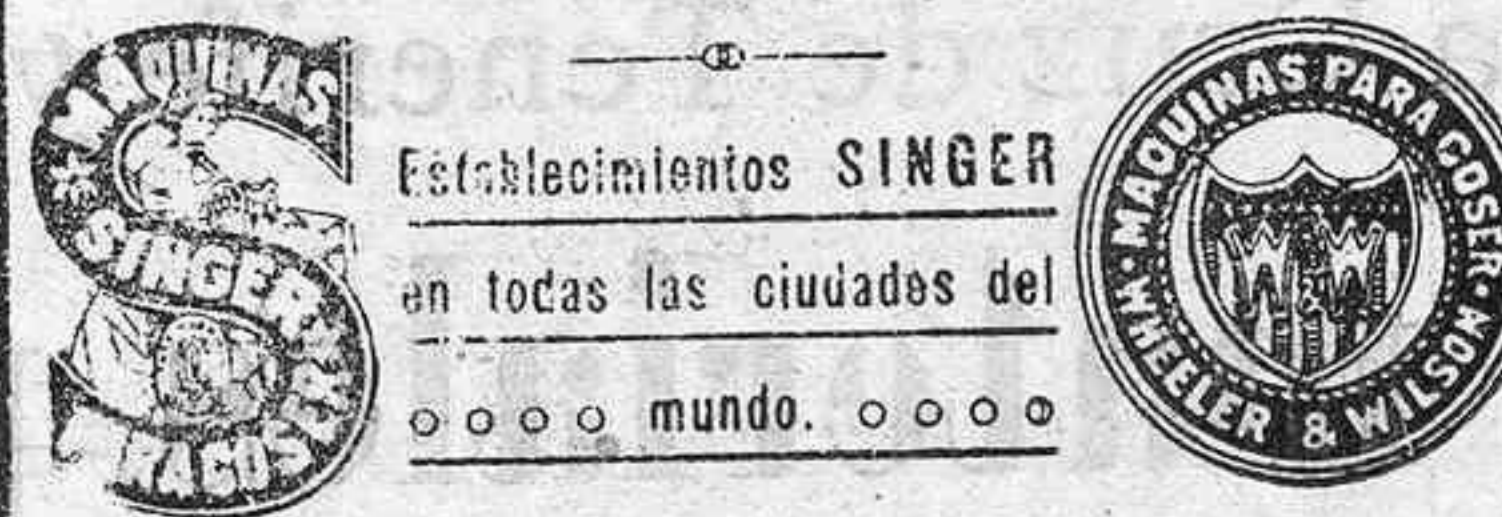 MAQUINAS
SINGER
PARA COSER
Establecimientos SINGER
en todas las ciudades del
mundo.
MAQUINAS PARA COSER
W & W
WHEELER & WILSON